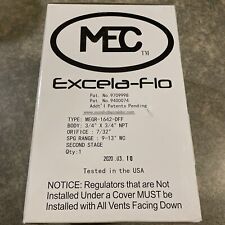 MEC
TM
Excela-Flo
Pat. No. 9709998
Pat. No. 9400074
Addt'l Patents Pending
TYPE: MEGR-1642-DFF
BODY: 3/4" X 3/4" NPT
ORIFICE : 7/32"
SPG RANGE : 9-13" WC
SECOND STAGE
Qty:1
2020.03.10
Tested in the USA
NOTICE: Regulators that are Not
Installed Under a Cover MUST be
Installed with All Vents Facing Down